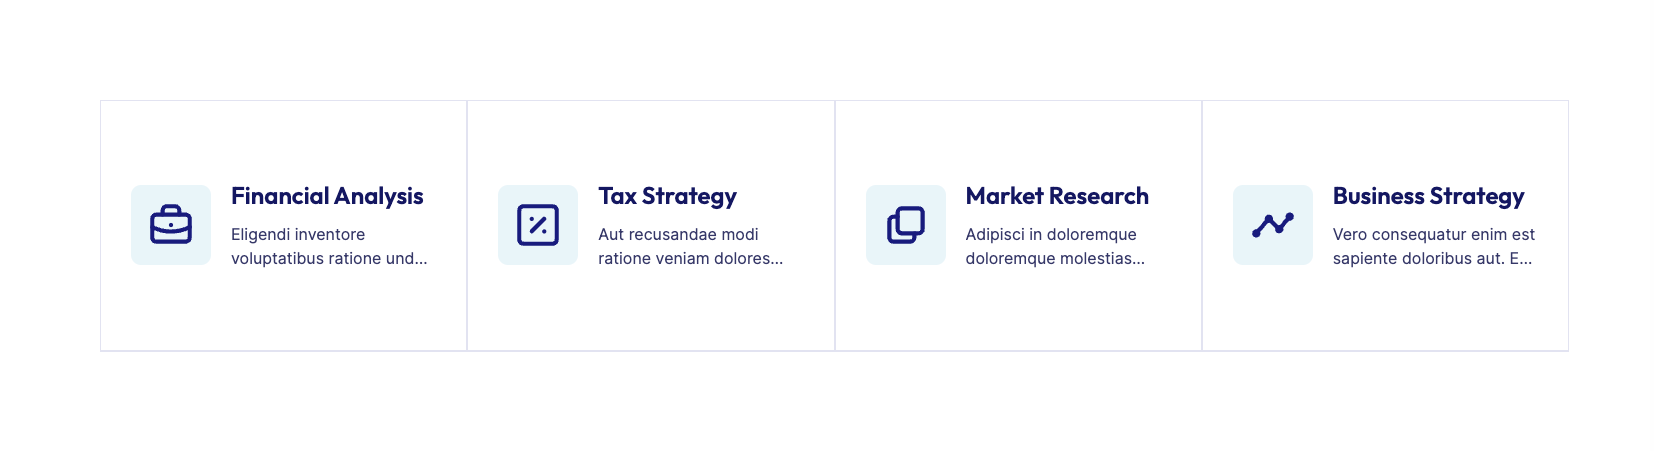 Financial Analysis
Eligendi inventore
voluptatibus ratione und...
Tax Strategy
Aut recusandae modi
ratione veniam dolores...
Market Research
Adipisci in doloremque
doloremque molestias...
Business Strategy
Vero consequatur enim est
sapiente doloribus aut. E...